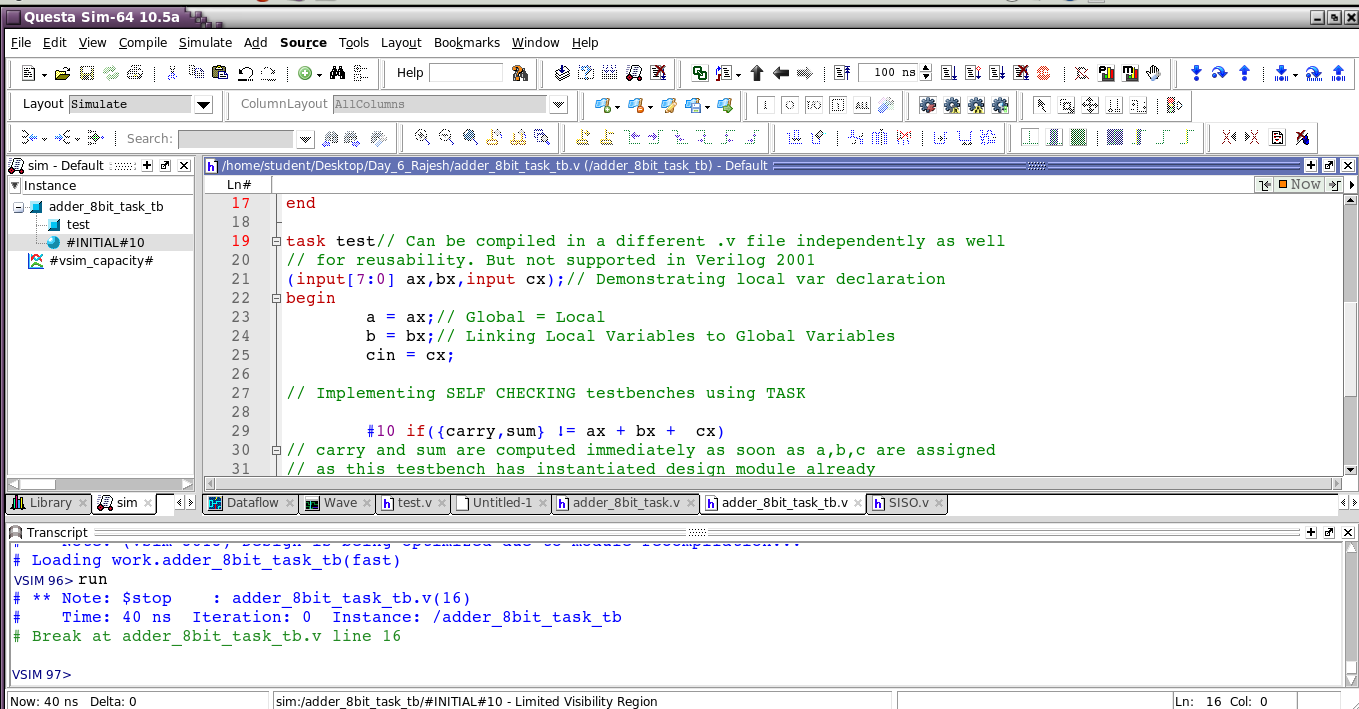 Questa Sim-64 10.5a
File Edit View Compile Simulate Add Source Tools Layout Bookmarks Window Help
Help 100 ns
Layout Simulate ColumnLayout AllColumns
Search:
sim - Default
/home/student/Desktop/Day_6_Rajesh/adder_8bit_task_tb.v (/adder_8bit_task_tb) - Default
Instance
Ln#
Now
adder_8bit_task_tb
test
#INITIAL#10
#vsim_capacity#
17 end
18
19 task test// Can be compiled in a different .v file independently as well
20 // for reusability. But not supported in Verilog 2001
21 (input[7:0] ax,bx,input cx);// Demonstrating local var declaration
22 begin
23 a = ax;// Global = Local
24 b = bx;// Linking Local Variables to Global Variables
25 cin = cx;
26
27 // Implementing SELF CHECKING testbenches using TASK
28
29 #10 if({carry,sum} != ax + bx + cx)
30 // carry and sum are computed immediately as soon as a,b,c are assigned
31 // as this testbench has instantiated design module already
Library sim Dataflow Wave test.v Untitled-1 adder_8bit_task.v adder_8bit_task_tb.v SISO.v
Transcript
# Loading work.adder_8bit_task_tb(fast)
VSIM 96> run
# ** Note: $stop : adder_8bit_task_tb.v(16)
# Time: 40 ns Iteration: 0 Instance: /adder_8bit_task_tb
# Break at adder_8bit_task_tb.v line 16
VSIM 97>
Now: 40 ns Delta: 0 sim:/adder_8bit_task_tb/#INITIAL#10 - Limited Visibility Region Ln: 16 Col: 0